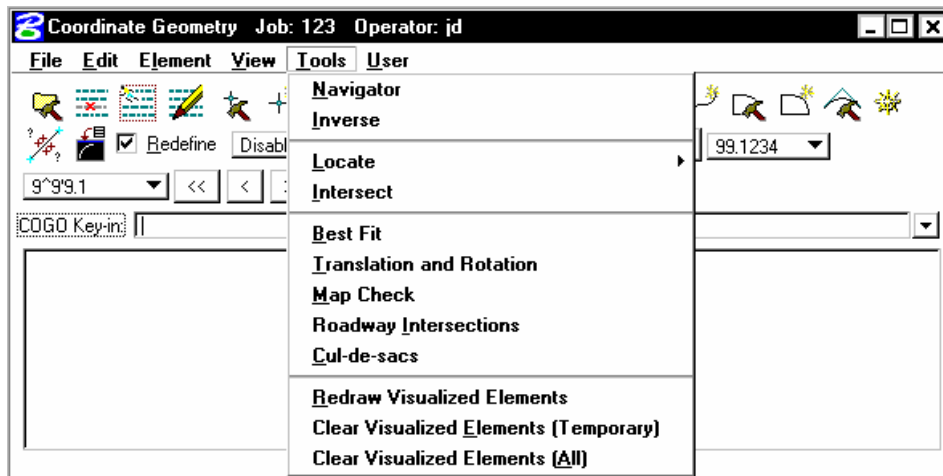 Coordinate Geometry Job: 123 Operator: jd
File Edit Element View Tools User
Navigator
Inverse
Redefine Disabl 99.1234
Locate
9^9'9.1 << < Intersect
COGO Key-in:
Best Fit
Translation and Rotation
Map Check
Roadway Intersections
Cul-de-sacs
Redraw Visualized Elements
Clear Visualized Elements (Temporary)
Clear Visualized Elements (All)